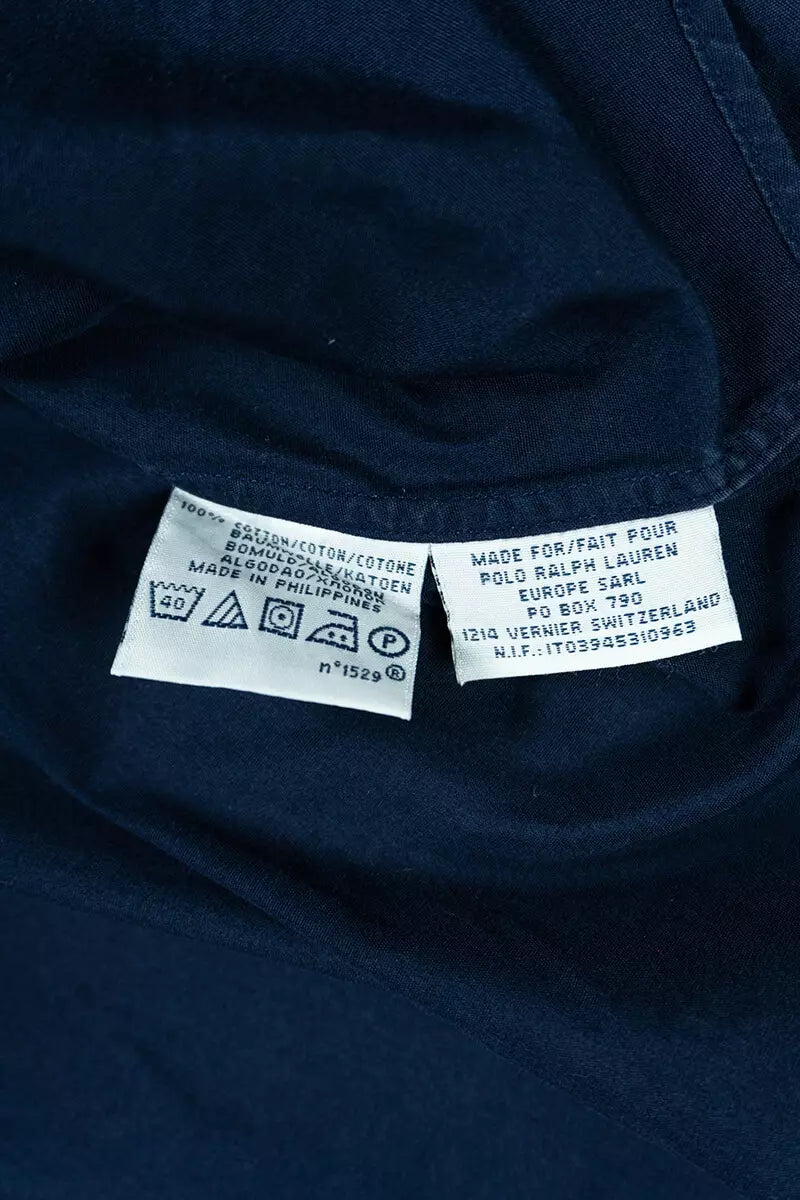 100% COTTON/COTON/COTONE
BAUMWOLLE/KATOEN
BOMULD/
ALGODAO/
MADE IN PHILIPPINES
40
P
n°1529 ®
MADE FOR/FAIT POUR
POLO RALPH LAUREN
EUROPE SARL
PO BOX 790
1214 VERNIER SWITZERLAND
N.I.F.:IT03945310963